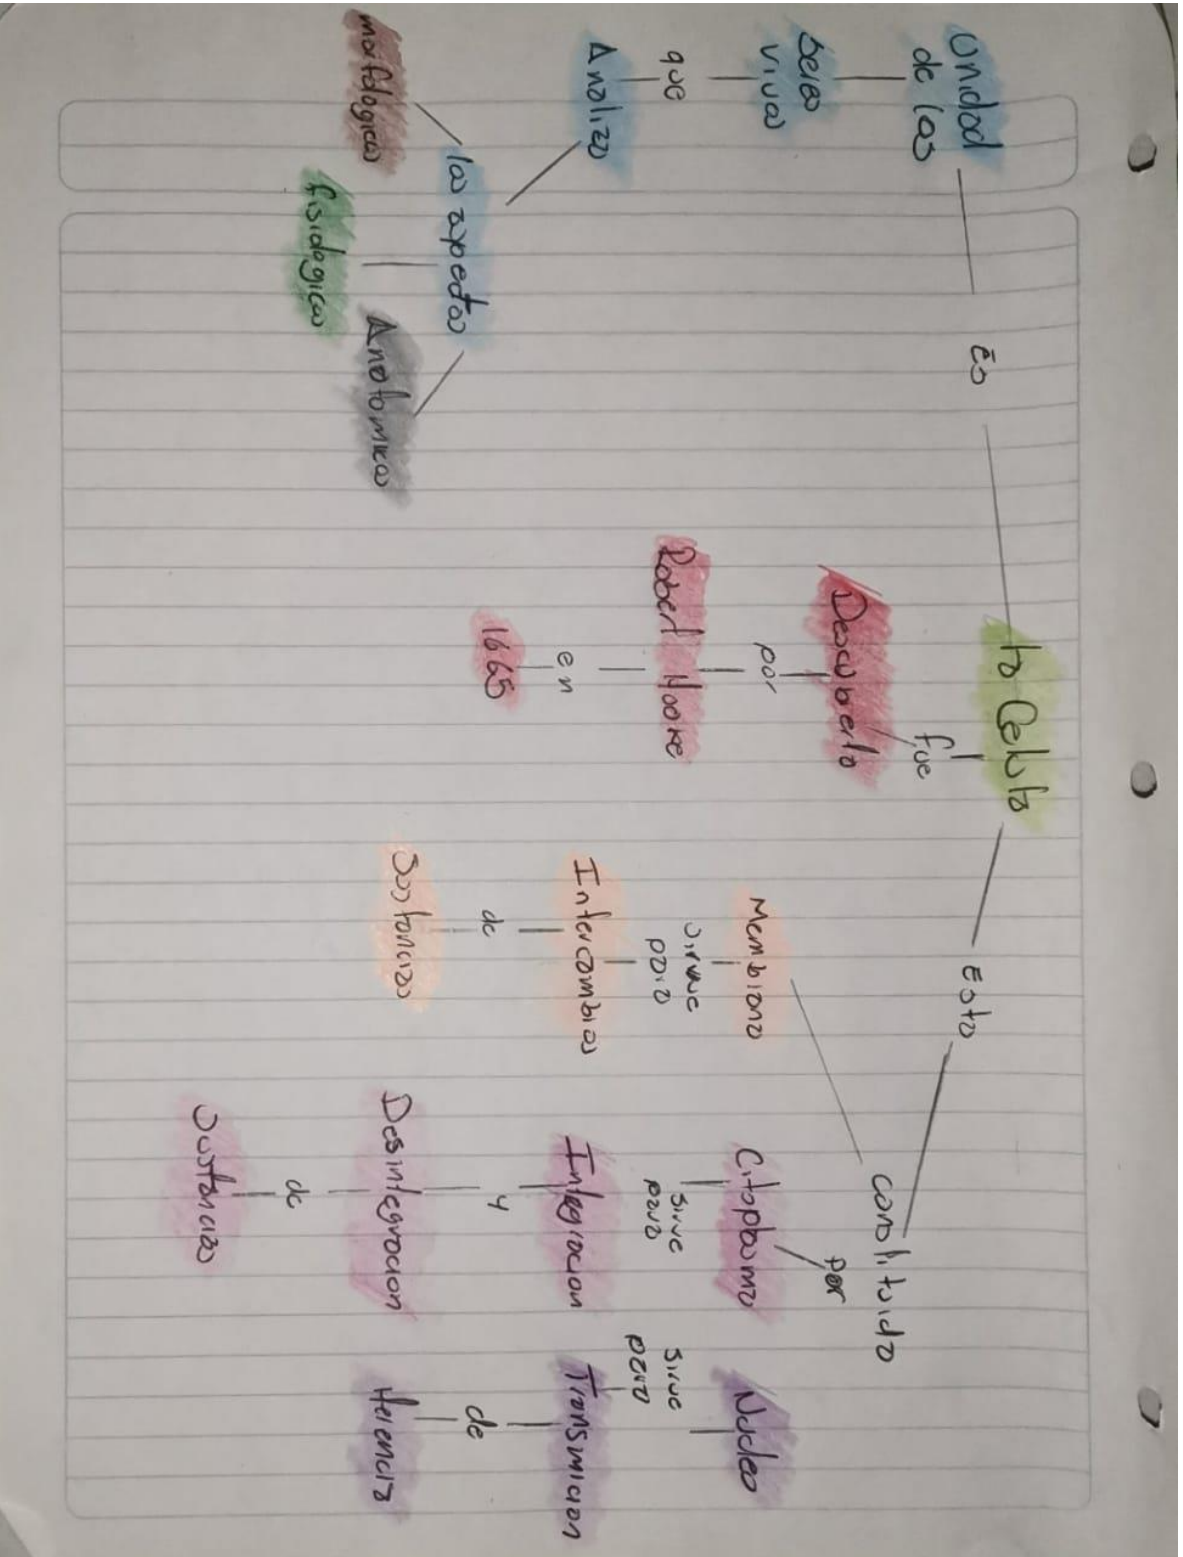 la Celula
Es
Unidad
de los
seres
vivos
que
Analiza
los aspectos
morfologicos
fisiologicos
Anatomicos
fue
Descubierta
por
Robert Hooke
en
1665
Esta
constituida
por
Membrana
sirve
para
Intercambios
de
Sustancias
Citoplasma
sirve
para
Integracion
y
Desintegracion
de
Sustancias
Nucleo
sirve
para
Transmicion
de
Herencia